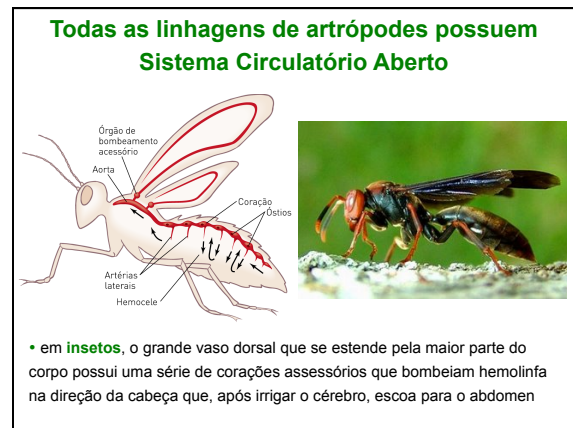 Todas as linhagens de artrópodes possuem
Sistema Circulatório Aberto
Órgão de
bombeamento
acessório
Aorta
Coração
Óstios
Artérias
laterais
Hemocele
• em insetos, o grande vaso dorsal que se estende pela maior parte do
corpo possui uma série de corações assessórios que bombeiam hemolinfa
na direção da cabeça que, após irrigar o cérebro, escoa para o abdomen